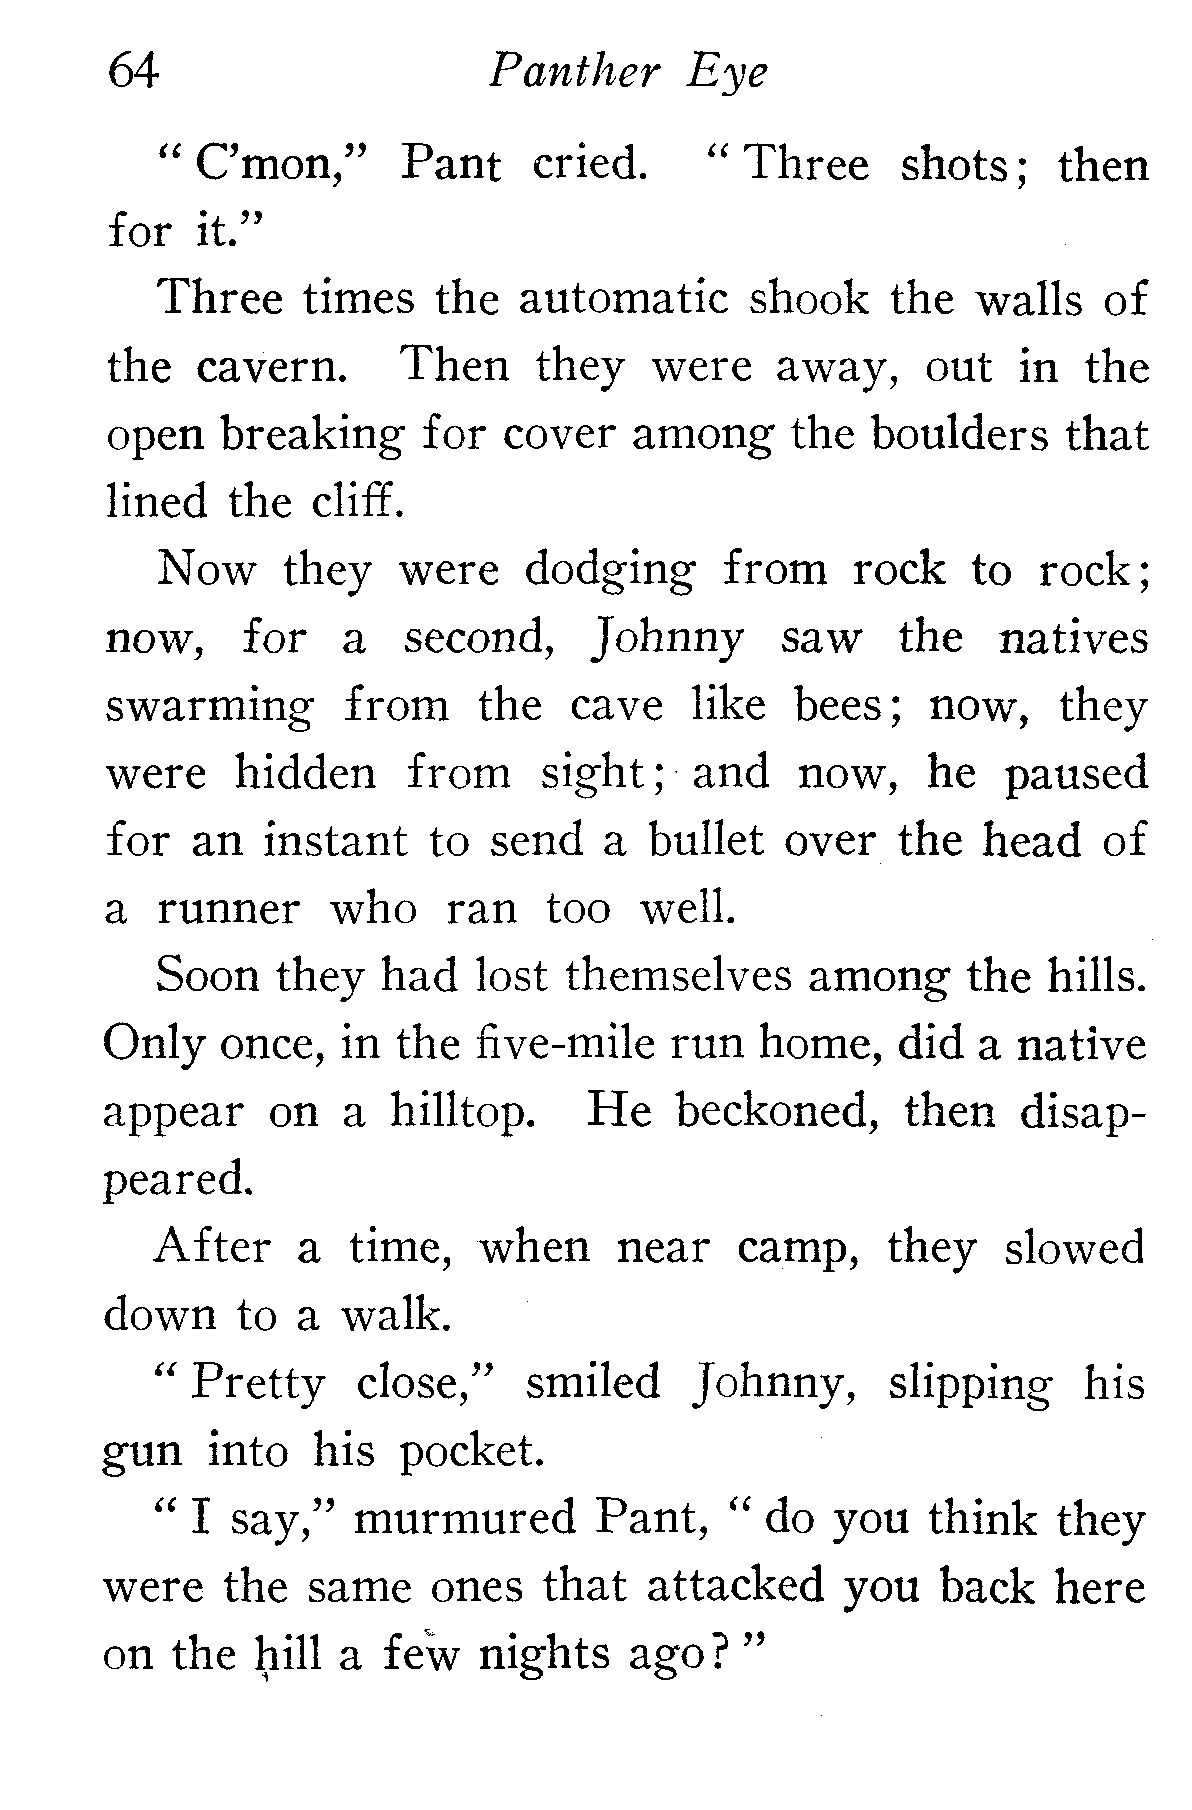 64 Panther Eye
“ C’mon,” Pant cried. “ Three shots; then
for it.”
Three times the automatic shook the walls of
the cavern. Then they were away, out in the
open breaking for cover among the boulders that
lined the cliff.
Now they were dodging from rock to rock;
now, for a second, Johnny saw the natives
swarming from the cave like bees; now, they
were hidden from sight; and now, he paused
for an instant to send a bullet over the head of
a runner who ran too well.
Soon they had lost themselves among the hills.
Only once, in the five-mile run home, did a native
appear on a hilltop. He beckoned, then disap-
peared.
After a time, when near camp, they slowed
down to a walk.
“ Pretty close,” smiled Johnny, slipping his
gun into his pocket.
“ I say,” murmured Pant, “ do you think they
were the same ones that attacked you back here
on the hill a few nights ago? ”